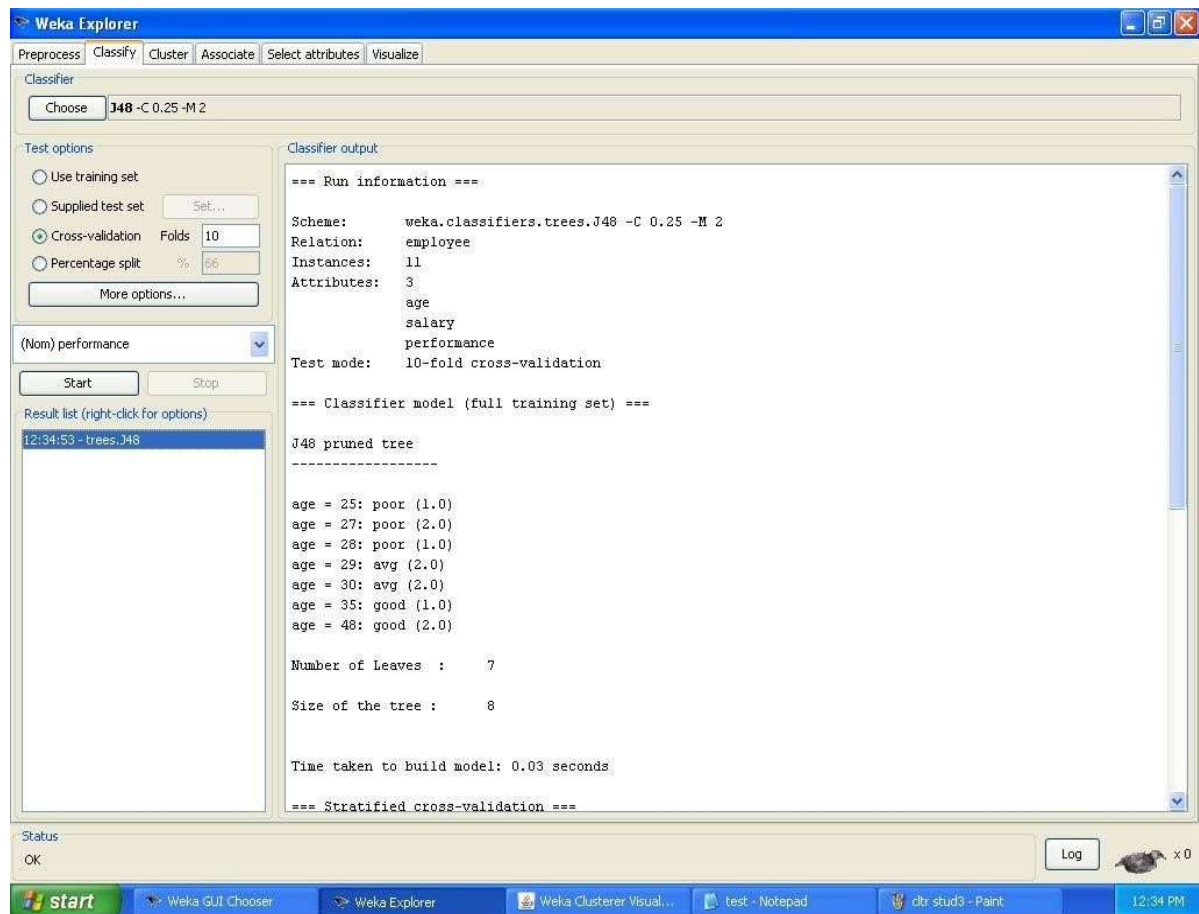 Weka Explorer
Preprocess Classify Cluster Associate Select attributes Visualize
Classifier
Choose J48 -C 0.25 -M 2
Test options
Use training set
Supplied test set Set...
Cross-validation Folds 10
Percentage split % 66
More options...
(Nom) performance
Start Stop
Result list (right-click for options)
12:34:53 - trees.J48
Classifier output
=== Run information ===
Scheme: weka.classifiers.trees.J48 -C 0.25 -M 2
Relation: employee
Instances: 11
Attributes: 3
age
salary
performance
Test mode: 10-fold cross-validation
=== Classifier model (full training set) ===
J48 pruned tree
------------------
age = 25: poor (1.0)
age = 27: poor (2.0)
age = 28: poor (1.0)
age = 29: avg (2.0)
age = 30: avg (2.0)
age = 35: good (1.0)
age = 48: good (2.0)
Number of Leaves : 7
Size of the tree : 8
Time taken to build model: 0.03 seconds
=== Stratified cross-validation ===
Status
OK
Log x 0
start Weka GUI Chooser Weka Explorer Weka Clusterer Visual... test - Notepad cltr stud3 - Paint 12:34 PM